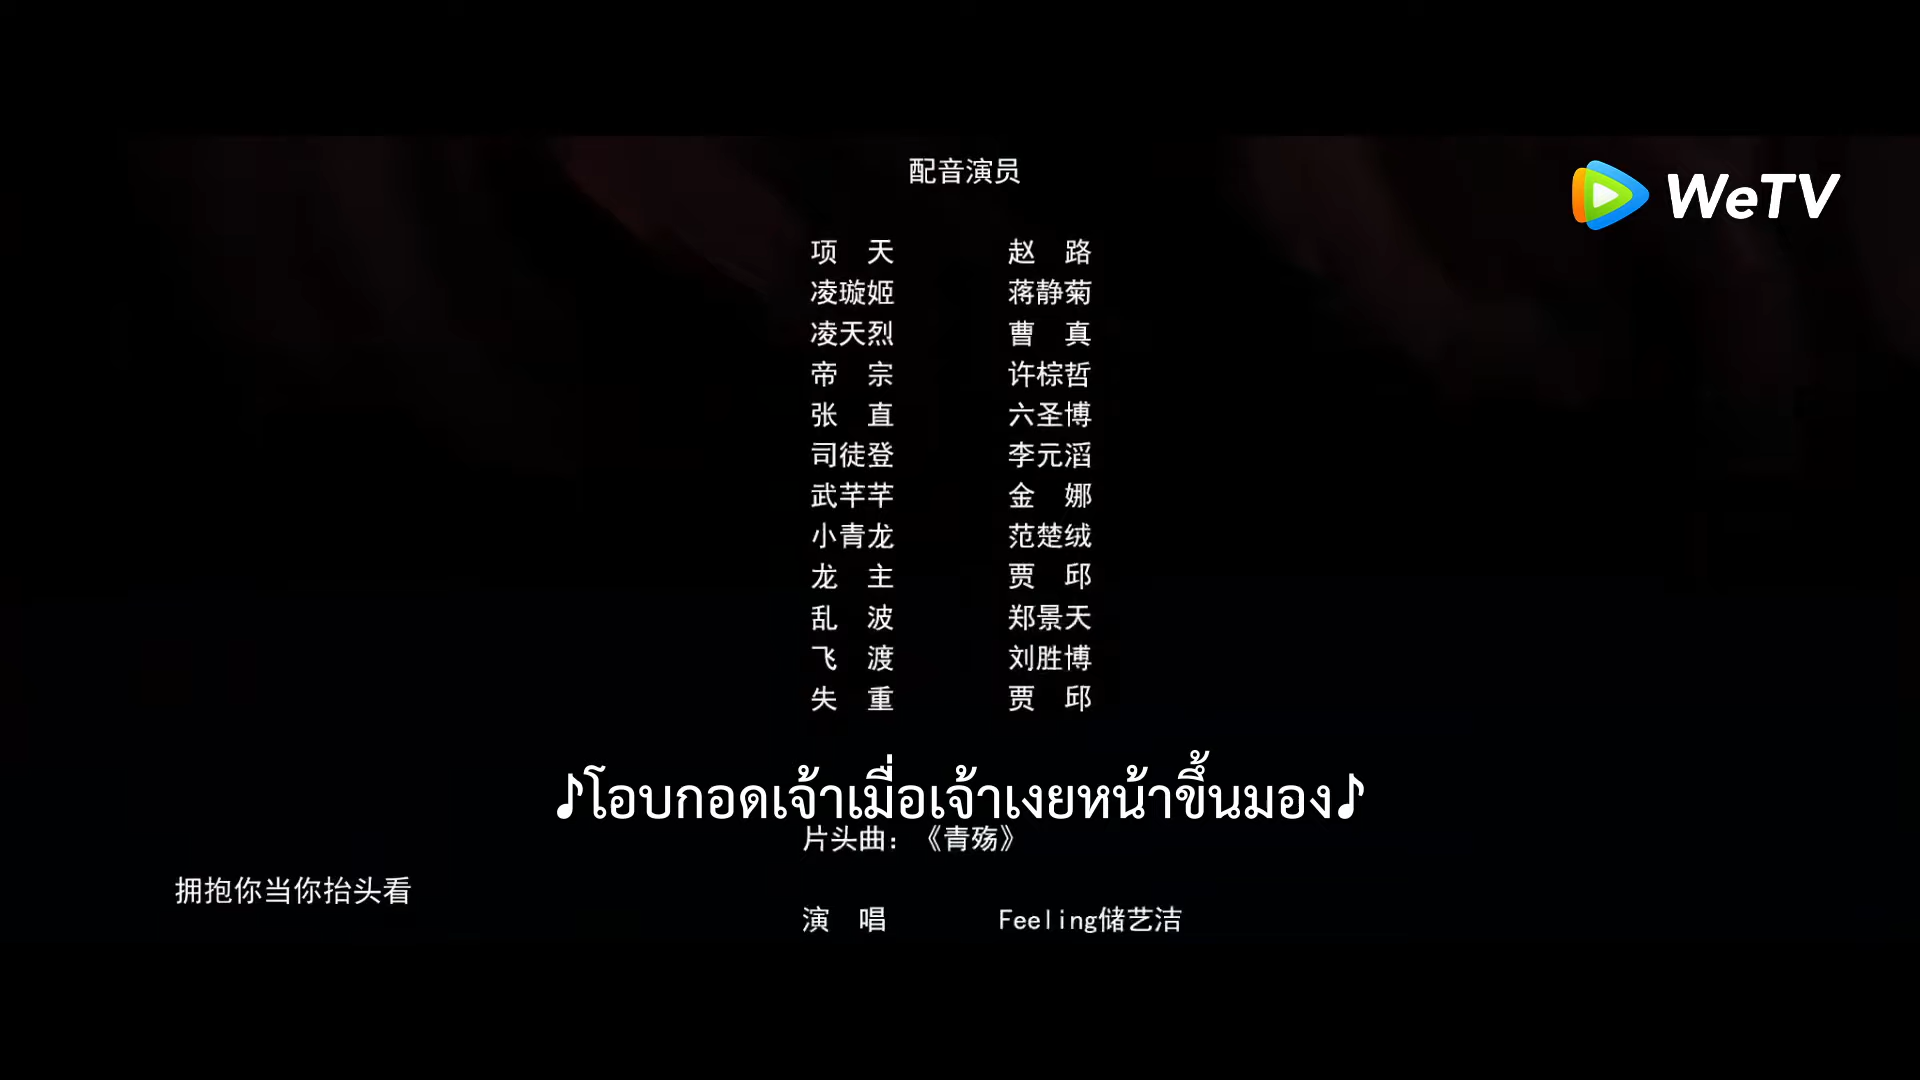 配音演员
WeTV
项 天 赵 路
凌璇姬 蒋静菊
凌天烈 曹 真
帝 宗 许棕哲
张 直 六圣博
司徒登 李元滔
武芊芊 金 娜
小青龙 范楚绒
龙 主 贾 邱
乱 波 郑景天
飞 渡 刘胜博
失 重 贾 邱
♪โอบกอดเจ้าเมื่อเจ้าเงยหน้าขึ้นมอง♪
片头曲：《青殇》
拥抱你当你抬头看
演 唱 Feeling储艺洁